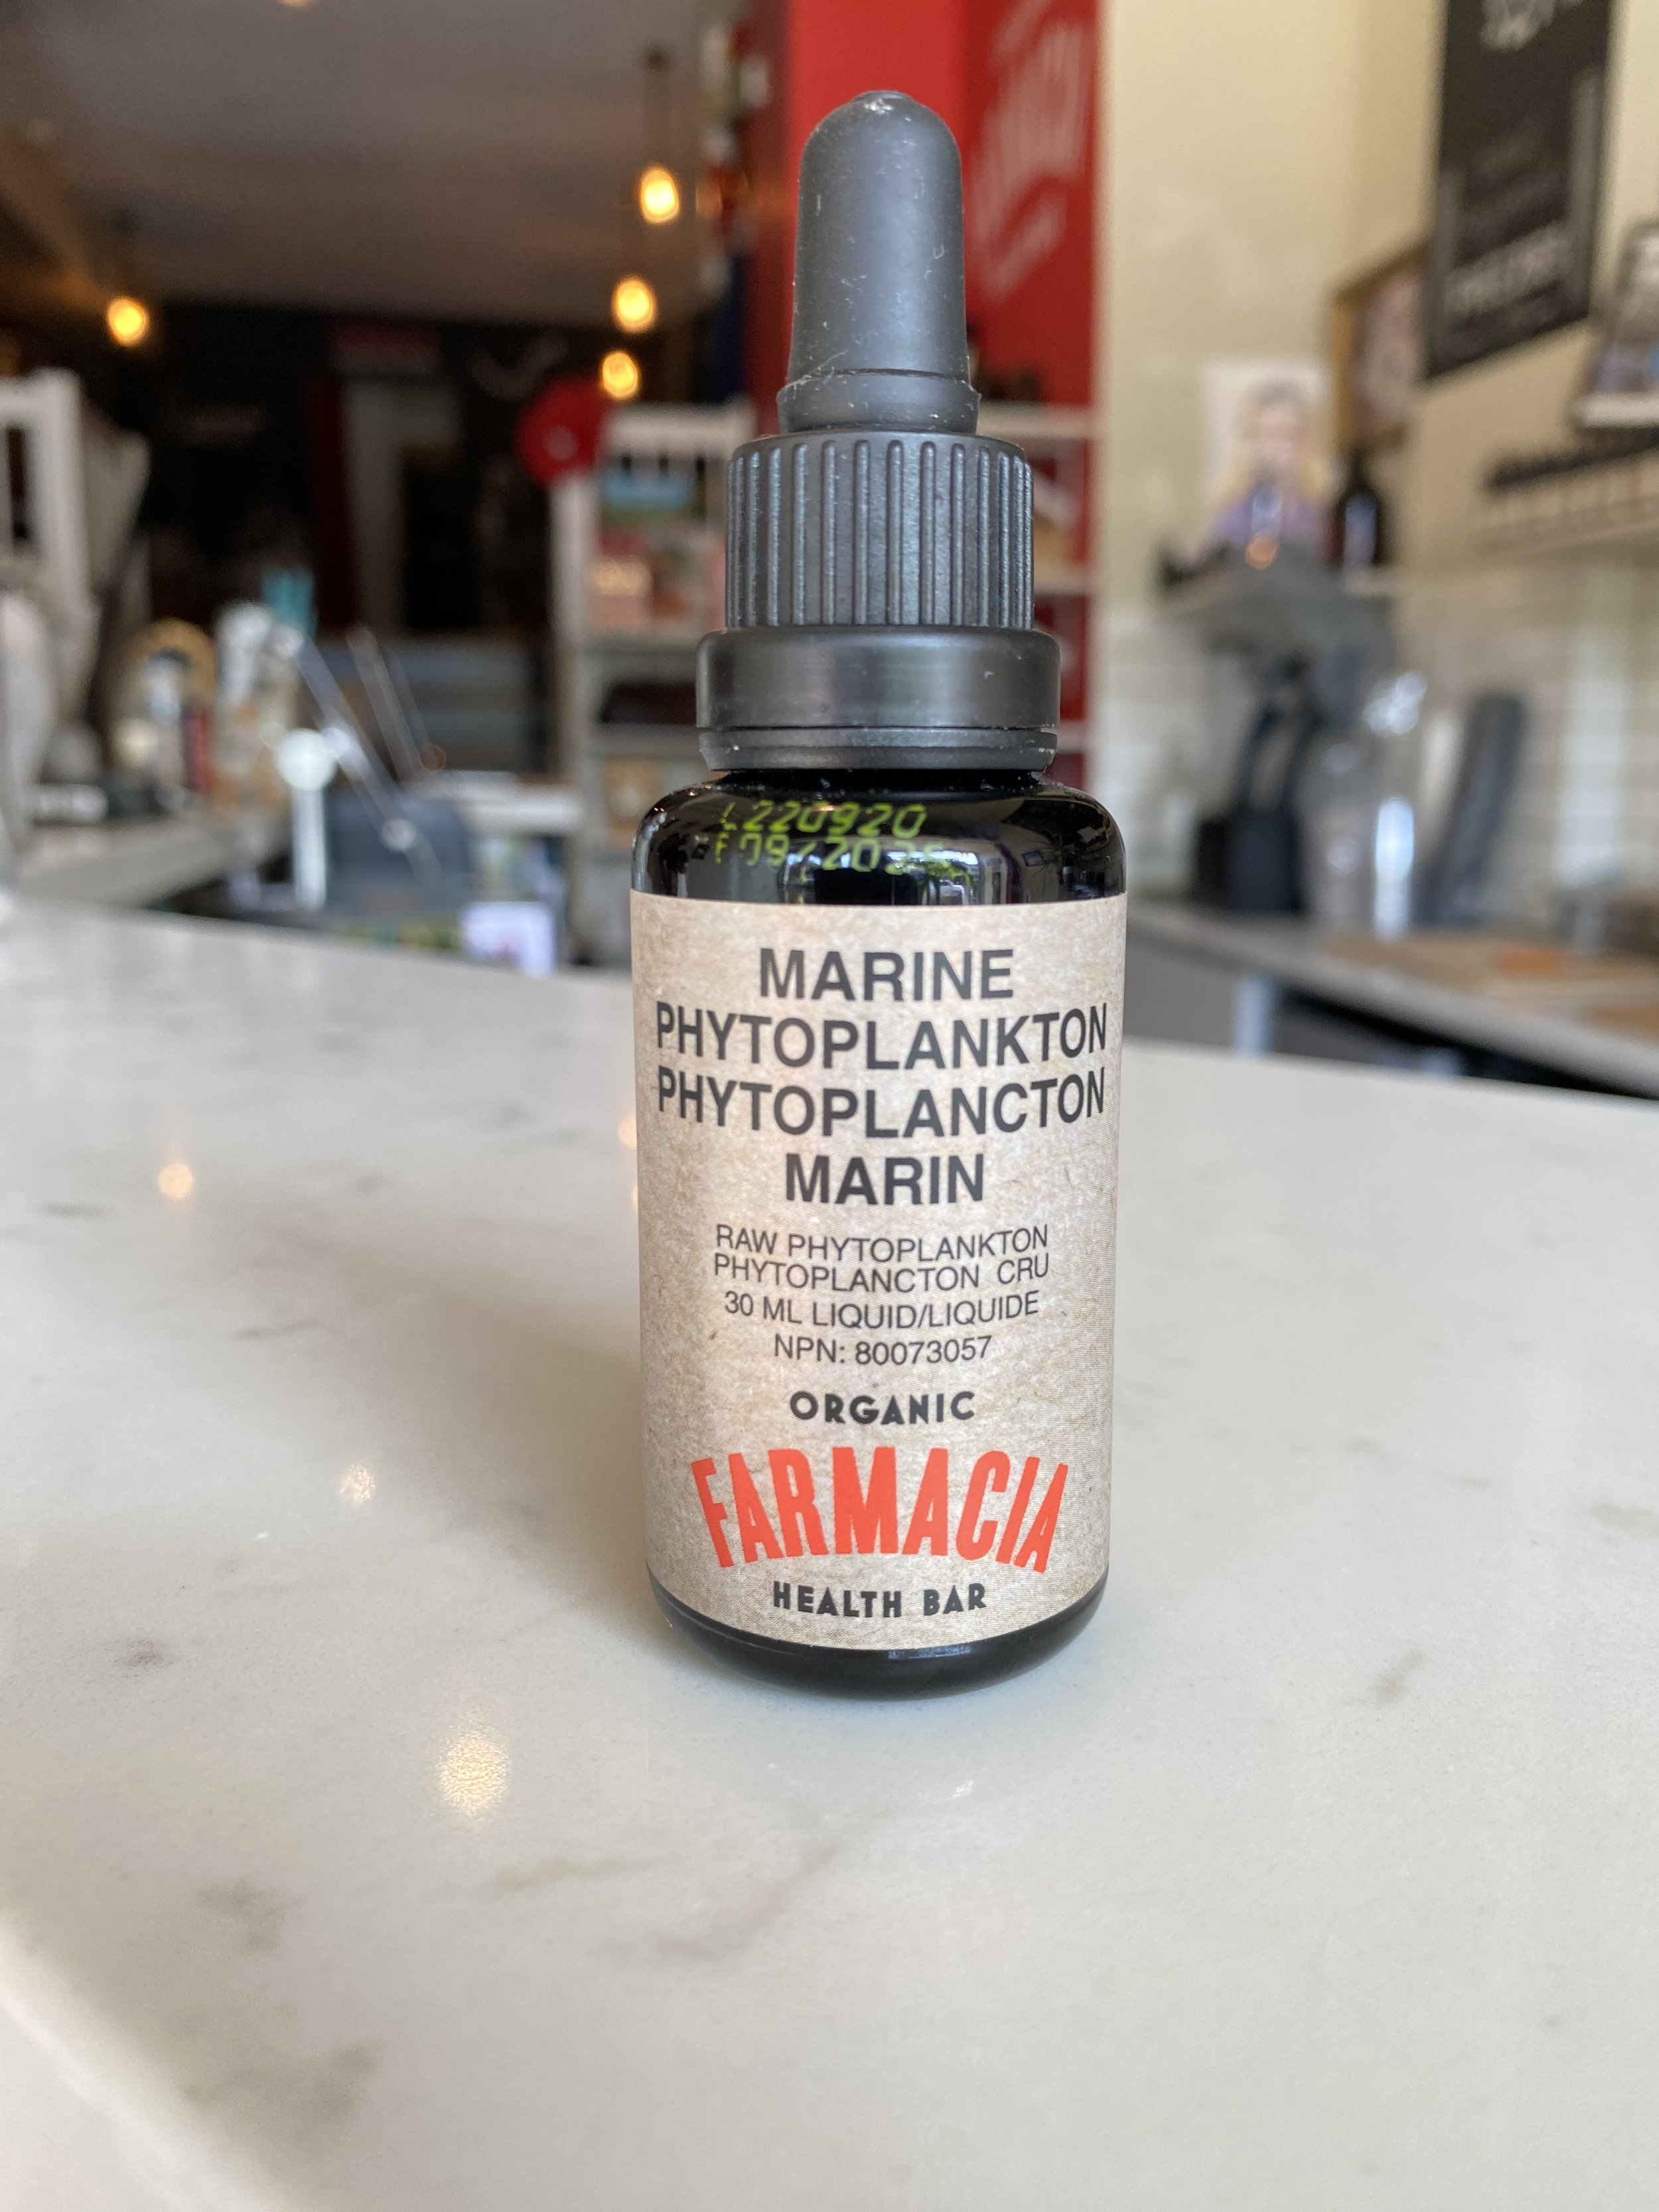 L220920
MARINE
PHYTOPLANKTON
PHYTOPLANCTON
MARIN
RAW PHYTOPLANKTON
PHYTOPLANCTON CRU
30 ML LIQUID/LIQUIDE
NPN: 80073057
ORGANIC
FARMACIA
HEALTH BAR